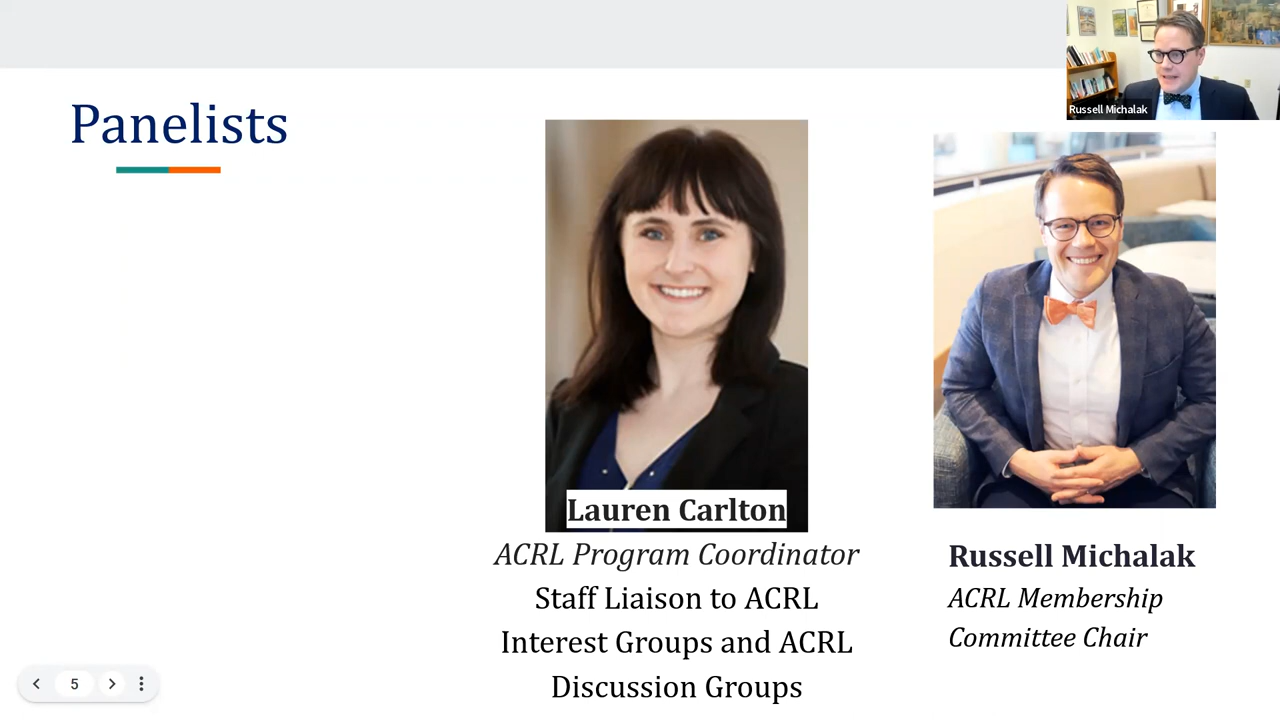 Russell Michalak
Panelists
Lauren Carlton
ACRL Program Coordinator
Staff Liaison to ACRL
Interest Groups and ACRL
Discussion Groups
Russell Michalak
ACRL Membership
Committee Chair
5